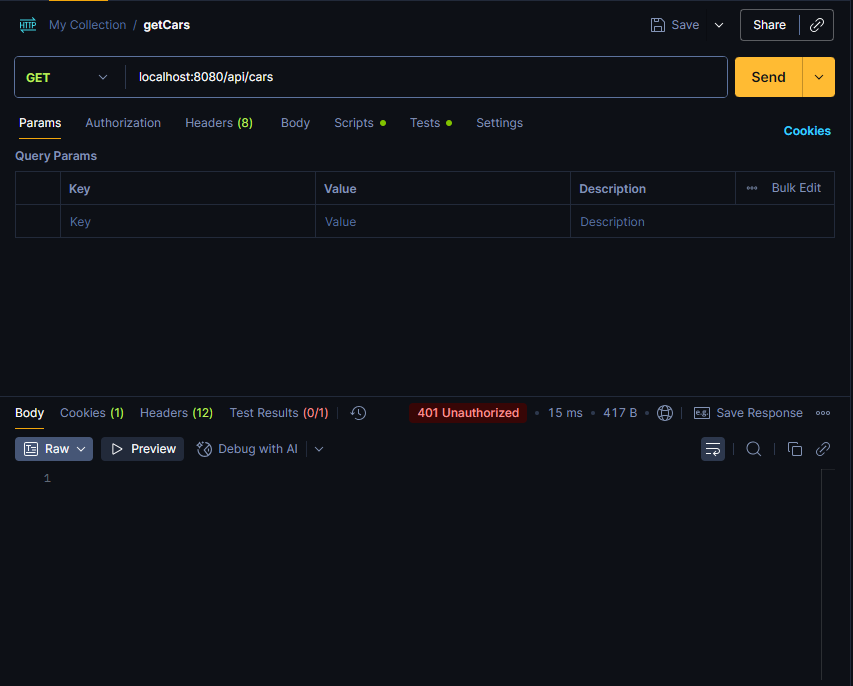 HTTP My Collection / getCars Save Share
GET localhost:8080/api/cars Send
Params Authorization Headers (8) Body Scripts Tests Settings Cookies
Query Params
Key Value Description ••• Bulk Edit
Key Value Description
Body Cookies (1) Headers (12) Test Results (0/1) 401 Unauthorized • 15 ms • 417 B • e.g. Save Response •••
Raw Preview Debug with AI
1